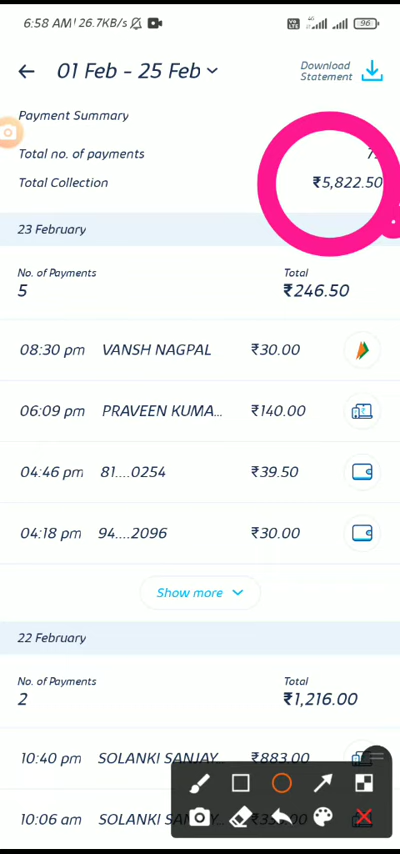 6:58 AM 26.7KB/s 96
01 Feb - 25 Feb
Download
Statement
Payment Summary
Total no. of payments
Total Collection ₹5,822.50
23 February
No. of Payments Total
5 ₹246.50
08:30 pm VANSH NAGPAL ₹30.00
06:09 pm PRAVEEN KUMA... ₹140.00
04:46 pm 81....0254 ₹39.50
04:18 pm 94....2096 ₹30.00
Show more
22 February
No. of Payments Total
2 ₹1,216.00
10:40 pm SOLANKI SANJAY... ₹883.00
10:06 am SOLANKI SANJAY...